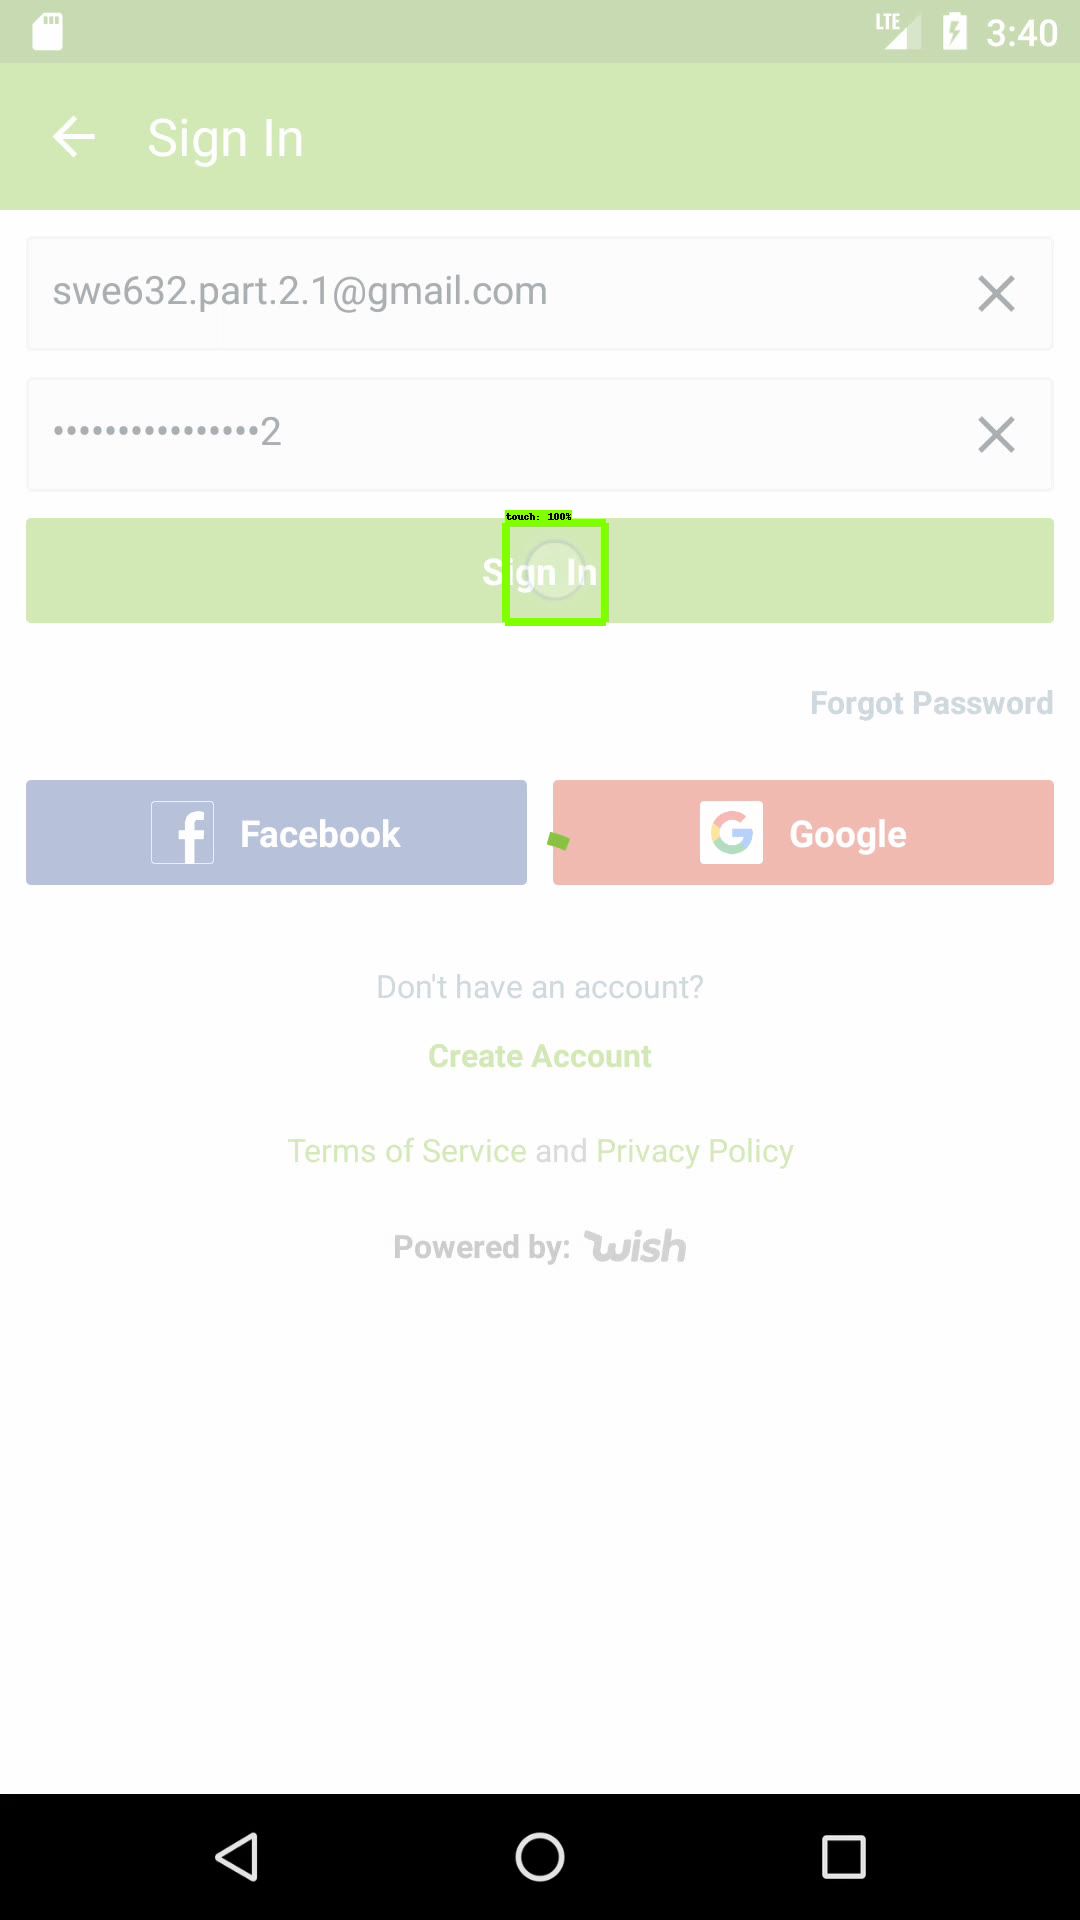 LTE 3:40
Sign In
swe632.part.2.1@gmail.com
•••••••••••••••••2
touch: 100%
Sign In
Forgot Password
Facebook Google
Don't have an account?
Create Account
Terms of Service and Privacy Policy
Powered by: wish